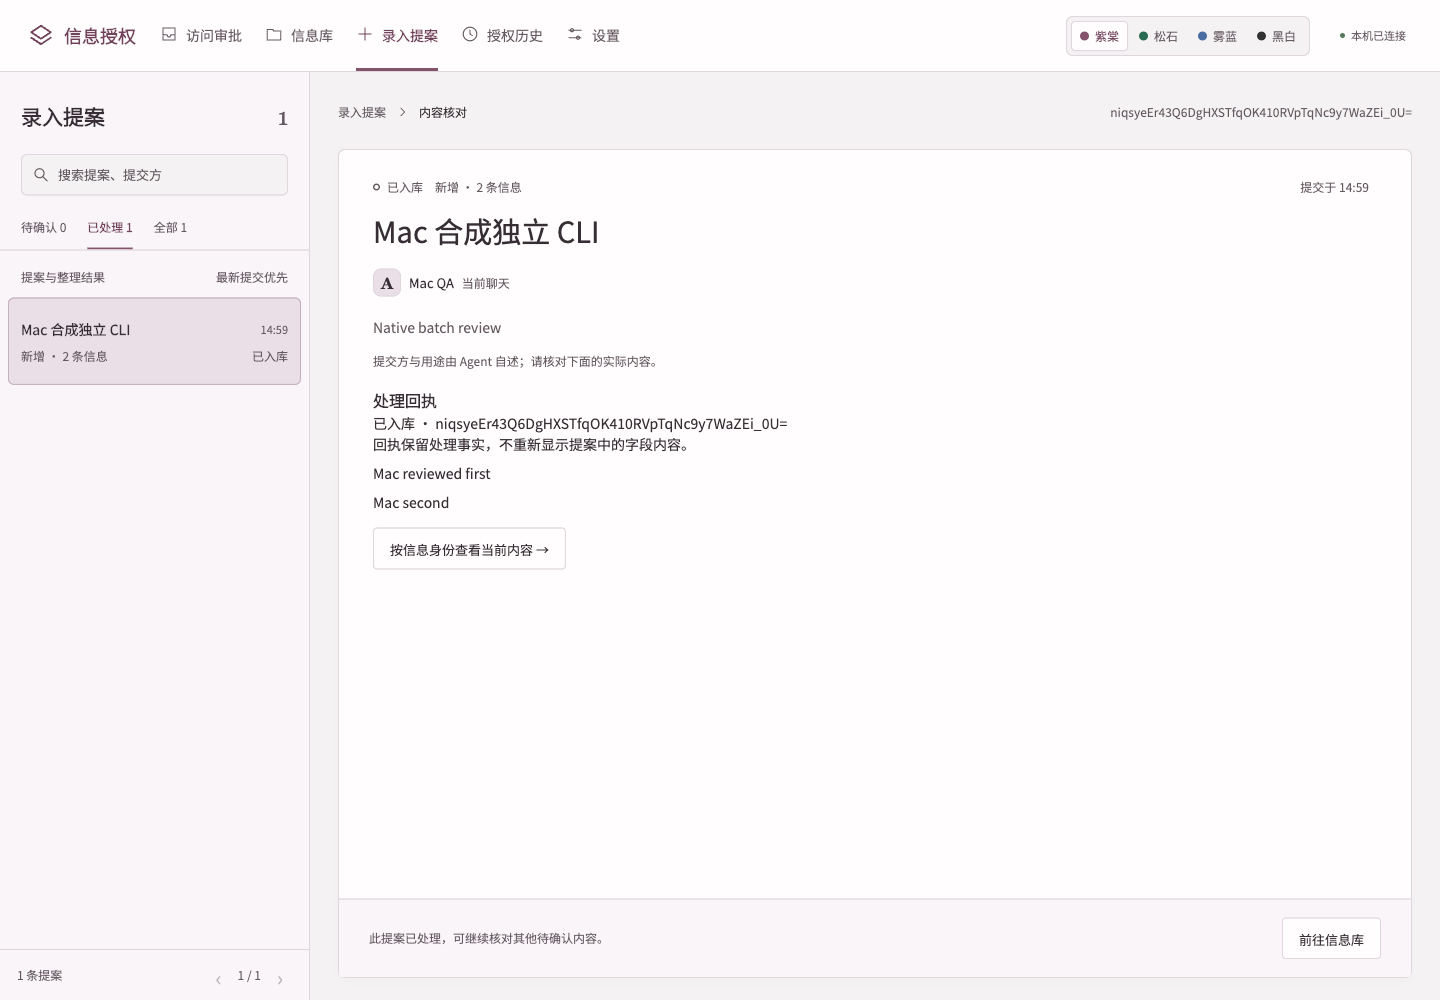 信息授权
访问审批
信息库
录入提案
授权历史
设置
紫棠
松石
雾蓝
黑白
本机已连接
录入提案
1
搜索提案、提交方
待确认 0
已处理 1
全部 1
提案与整理结果
最新提交优先
Mac 合成独立 CLI
14:59
新增 · 2 条信息
已入库
1 条提案
‹ 1 / 1 ›
录入提案 > 内容核对
niqsyeEr43Q6DgHXSTfqOK410RVpTqNc9y7WaZEi_0U=
已入库 新增 · 2 条信息
提交于 14:59
Mac 合成独立 CLI
A Mac QA 当前聊天
Native batch review
提交方与用途由 Agent 自述；请核对下面的实际内容。
处理回执
已入库 · niqsyeEr43Q6DgHXSTfqOK410RVpTqNc9y7WaZEi_0U=
回执保留处理事实，不重新显示提案中的字段内容。
Mac reviewed first
Mac second
按信息身份查看当前内容 →
此提案已处理，可继续核对其他待确认内容。
前往信息库